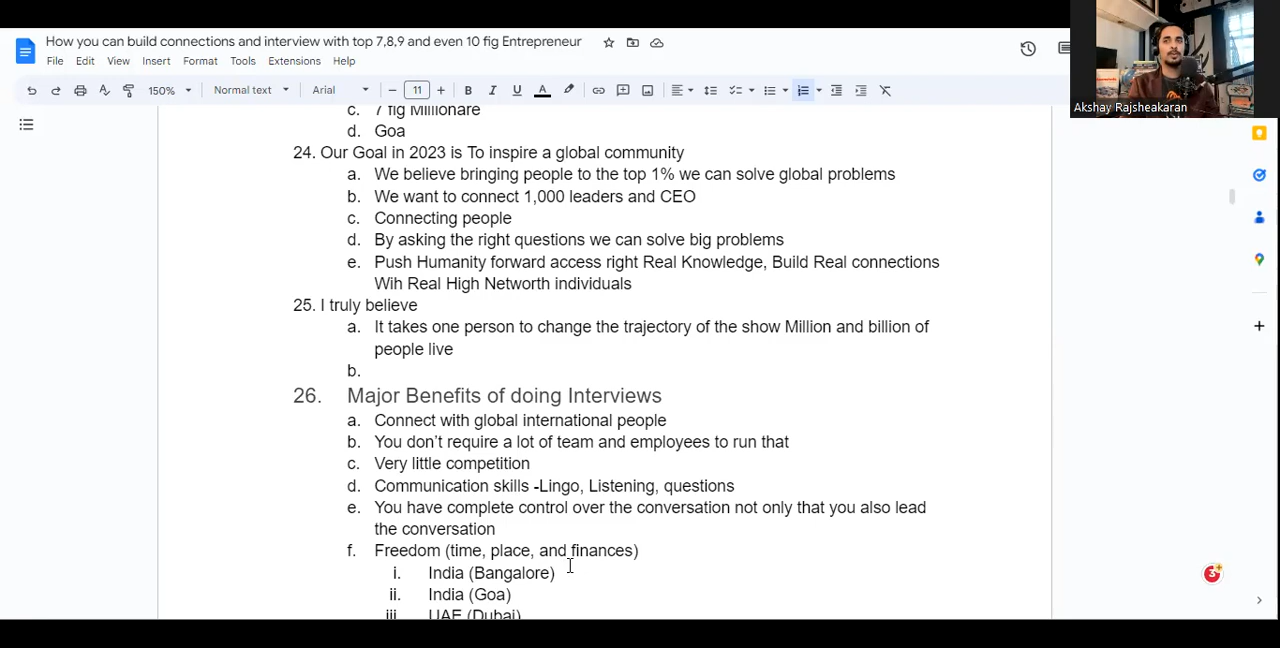 How you can build connections and interview with top 7,8,9 and even 10 fig Entrepreneur
File Edit View Insert Format Tools Extensions Help
150% Normal text Arial 11
Akshay Rajsheakaran
c. 7 fig Millionare
d. Goa
24. Our Goal in 2023 is To inspire a global community
a. We believe bringing people to the top 1% we can solve global problems
b. We want to connect 1,000 leaders and CEO
c. Connecting people
d. By asking the right questions we can solve big problems
e. Push Humanity forward access right Real Knowledge, Build Real connections
Wih Real High Networth individuals
25. I truly believe
a. It takes one person to change the trajectory of the show Million and billion of
people live
b.
26. Major Benefits of doing Interviews
a. Connect with global international people
b. You don’t require a lot of team and employees to run that
c. Very little competition
d. Communication skills -Lingo, Listening, questions
e. You have complete control over the conversation not only that you also lead
the conversation
f. Freedom (time, place, and finances)
i. India (Bangalore)
ii. India (Goa)
iii. UAE (Dubai)